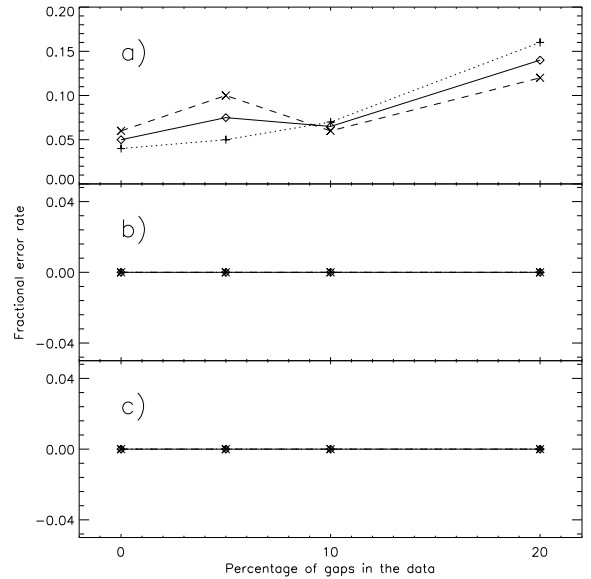 0.20
0.15
0.10
0.05
0.00
a)
0.04
0.00
-0.04
b)
0.04
0.00
-0.04
c)
Fractional error rate
0 10 20
Percentage of gaps in the data